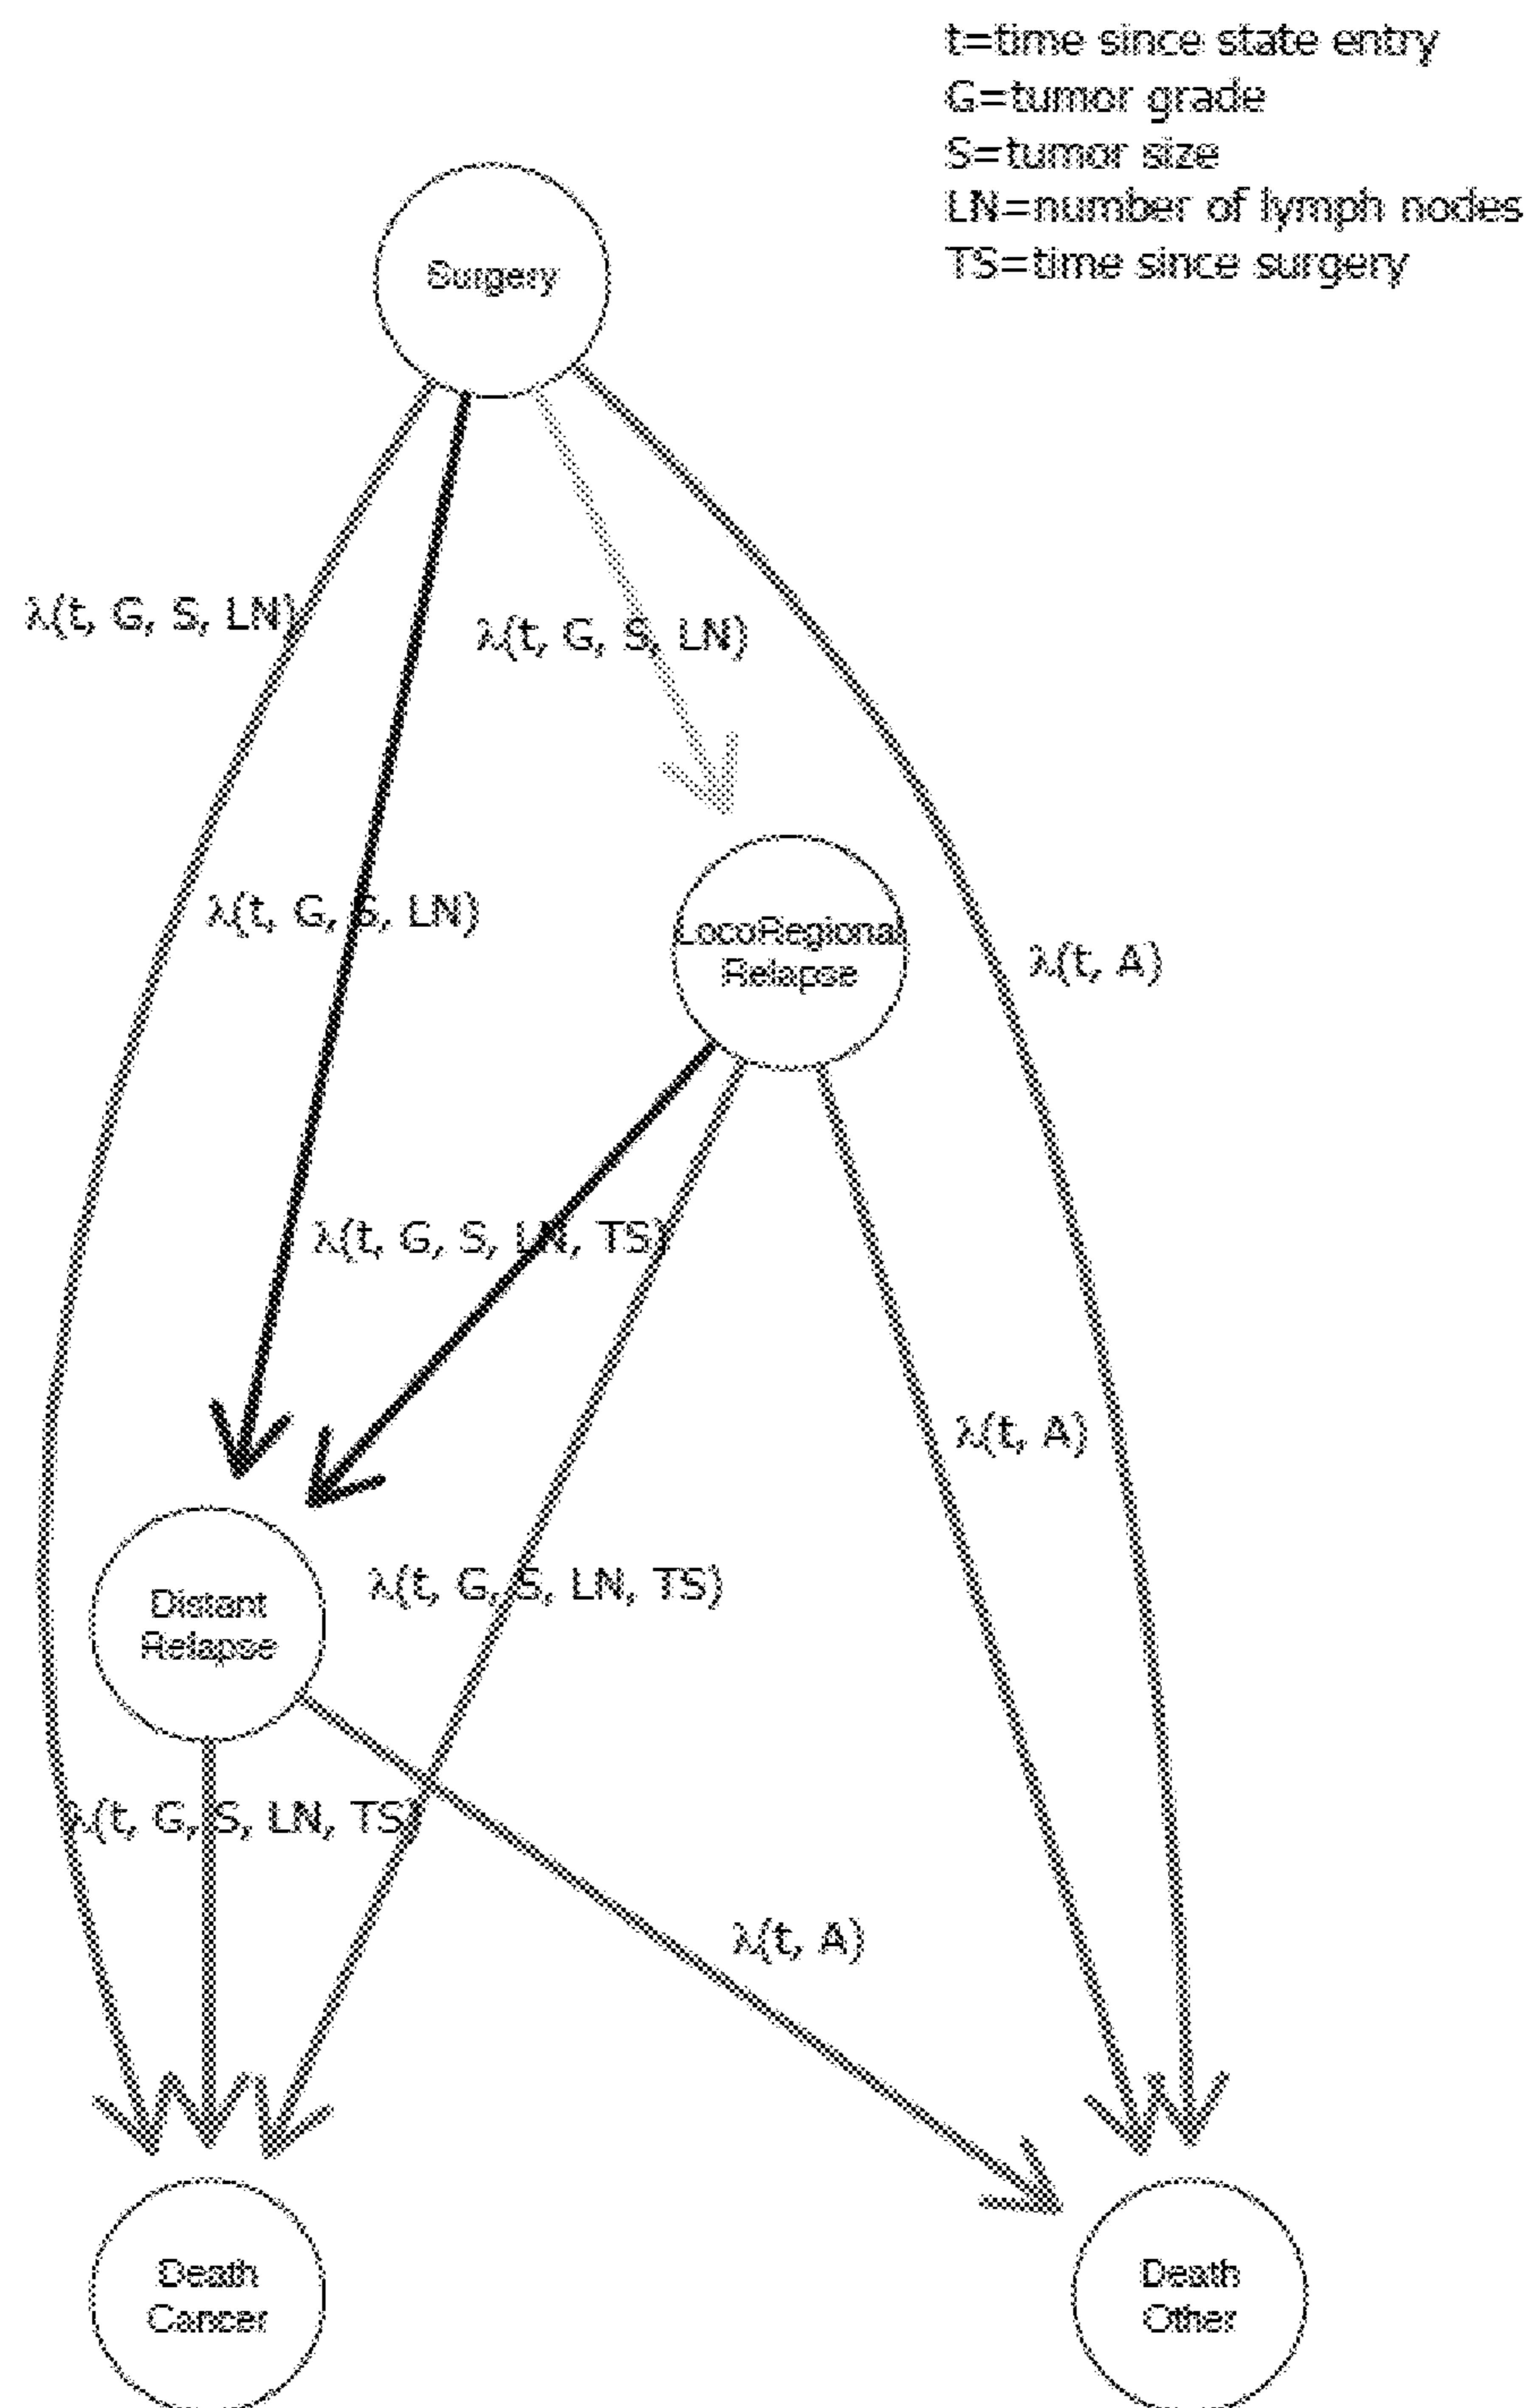 t=time since state entry
G=tumor grade
S=tumor size
LN=number of lymph nodes
TS=time since surgery
Surgery
λ(t, G, S, LN)
λ(t, G, S, LN)
λ(t, G, S, LN)
LocoRegional
Relapse
λ(t, A)
λ(t, G, S, LN, TS)
λ(t, A)
λ(t, G, S, LN, TS)
Distant
Relapse
λ(t, G, S, LN, TS)
λ(t, A)
Death
Cancer
Death
Other